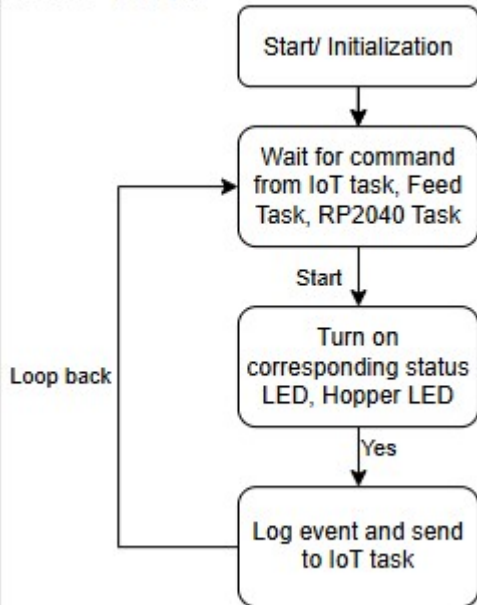 Start/ Initialization
Wait for command
from IoT task, Feed
Task, RP2040 Task
Start
Turn on
corresponding status
LED, Hopper LED
Loop back
Yes
Log event and send
to IoT task